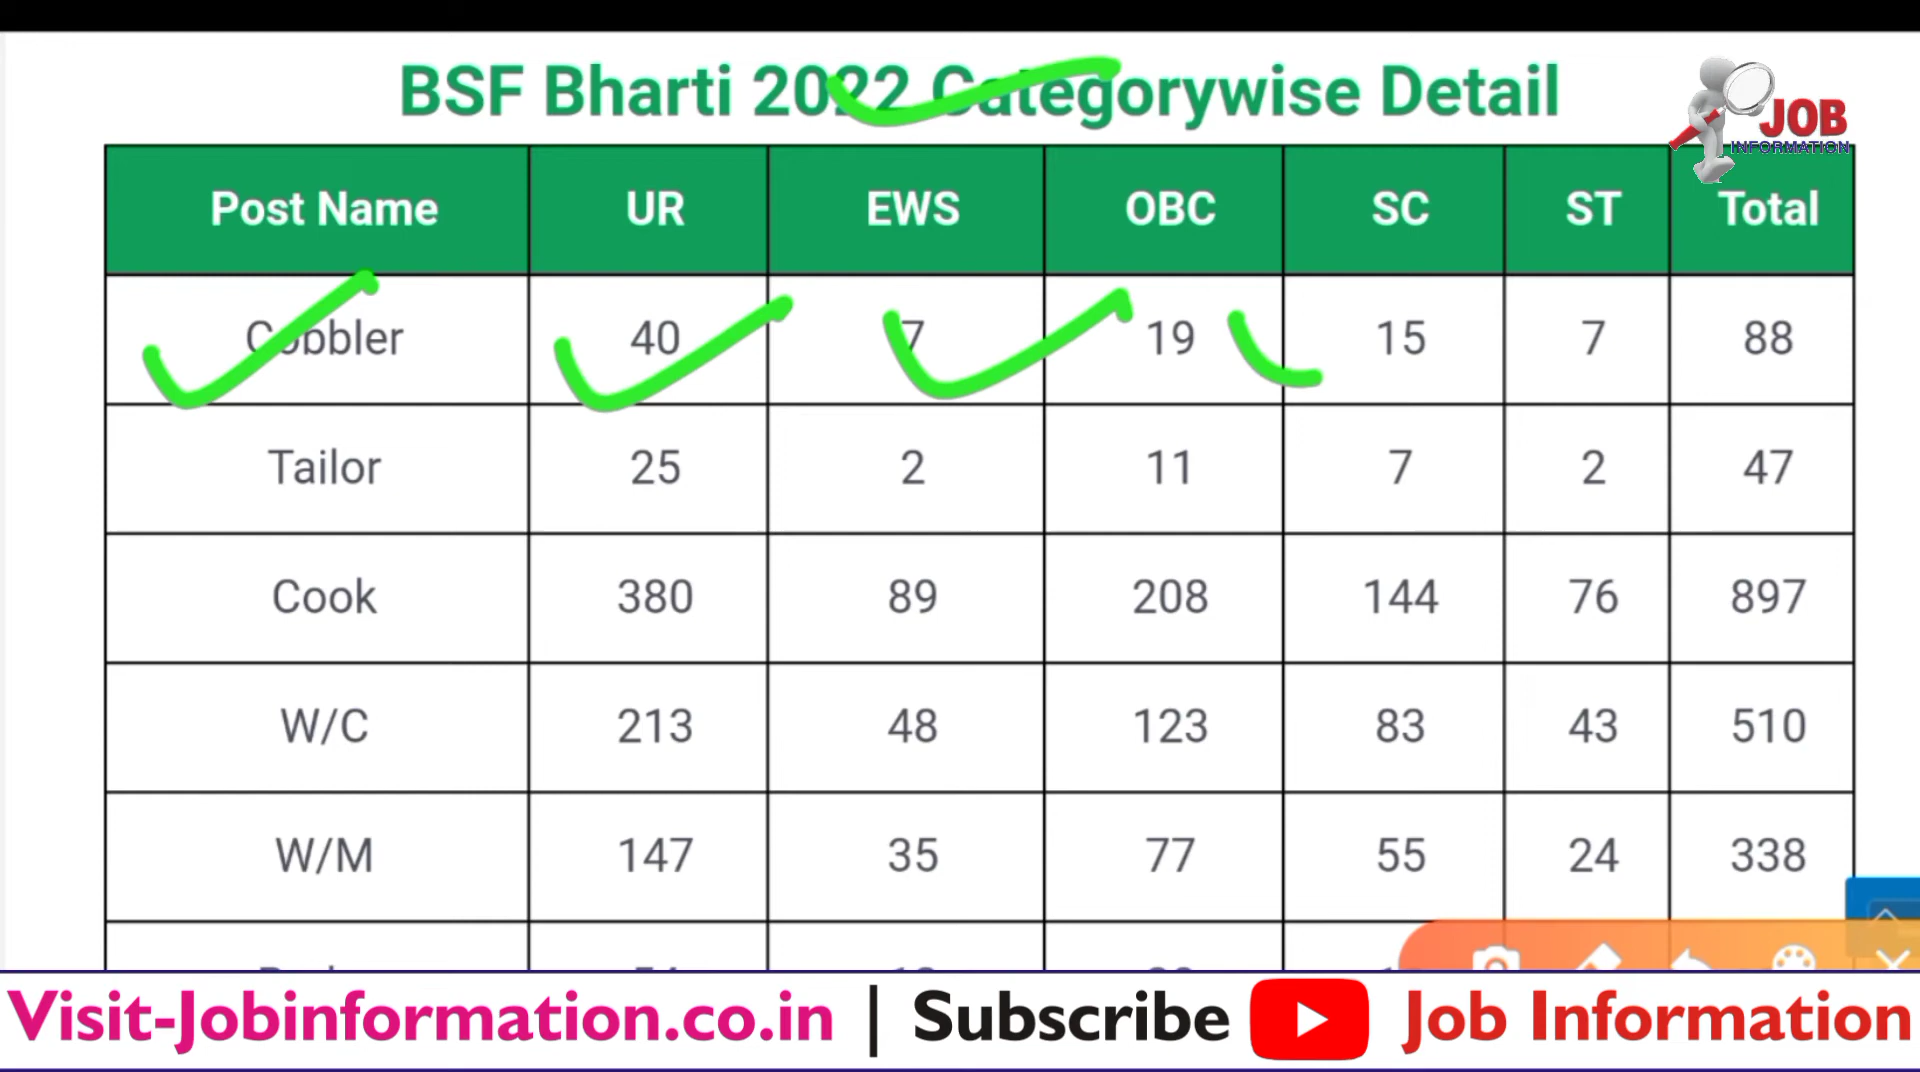 BSF Bharti 2022 Categorywise Detail
JOB
INFORMATION
Post Name UR EWS OBC SC ST Total
Cobbler 40 7 19 15 7 88
Tailor 25 2 11 7 2 47
Cook 380 89 208 144 76 897
W/C 213 48 123 83 43 510
W/M 147 35 77 55 24 338
Visit-Jobinformation.co.in | Subscribe Job Information